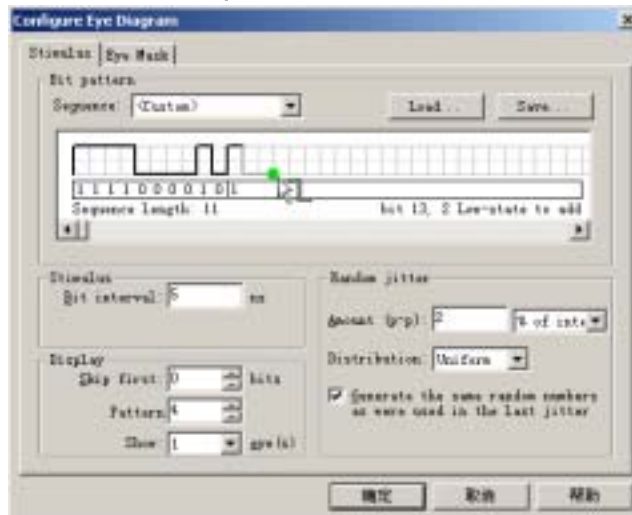 Configure Eye Diagram
Stimulus Eye Mask
Bit pattern
Sequence: <Custom> Load... Save...
1 1 1 1 0 0 0 0 1 0 1
Sequence Length: 11 bit 13, 2 Low-state to add
Stimulus
Bit interval: 5 ns
Random jitter
Amount (p-p): 2 % of inte
Distribution: Uniform
Generate the same random numbers
as were used in the last jitter
Display
Skip first: 0 bits
Pattern: 4
Show: 1 eye(s)
确定 取消 帮助